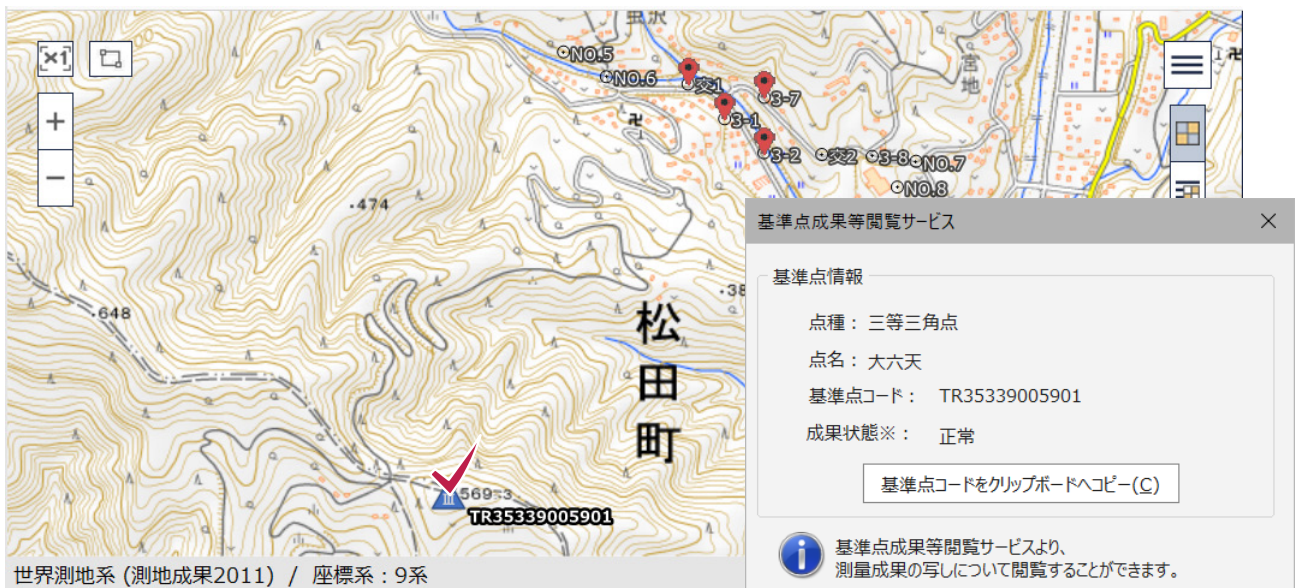 蛍沢
NO.5
NO.6
交1
3-7
3-1
3-2
交2
3-8
NO.7
NO.8
宮地
×1
+
−
・474
・648
・38
松田町
569.3
TR35339005901
世界測地系 (測地成果2011) / 座標系：9系
基準点成果等閲覧サービス
基準点情報
点種： 三等三角点
点名： 大六天
基準点コード： TR35339005901
成果状態※： 正常
基準点コードをクリップボードへコピー(C)
基準点成果等閲覧サービスより、
測量成果の写しについて閲覧することができます。